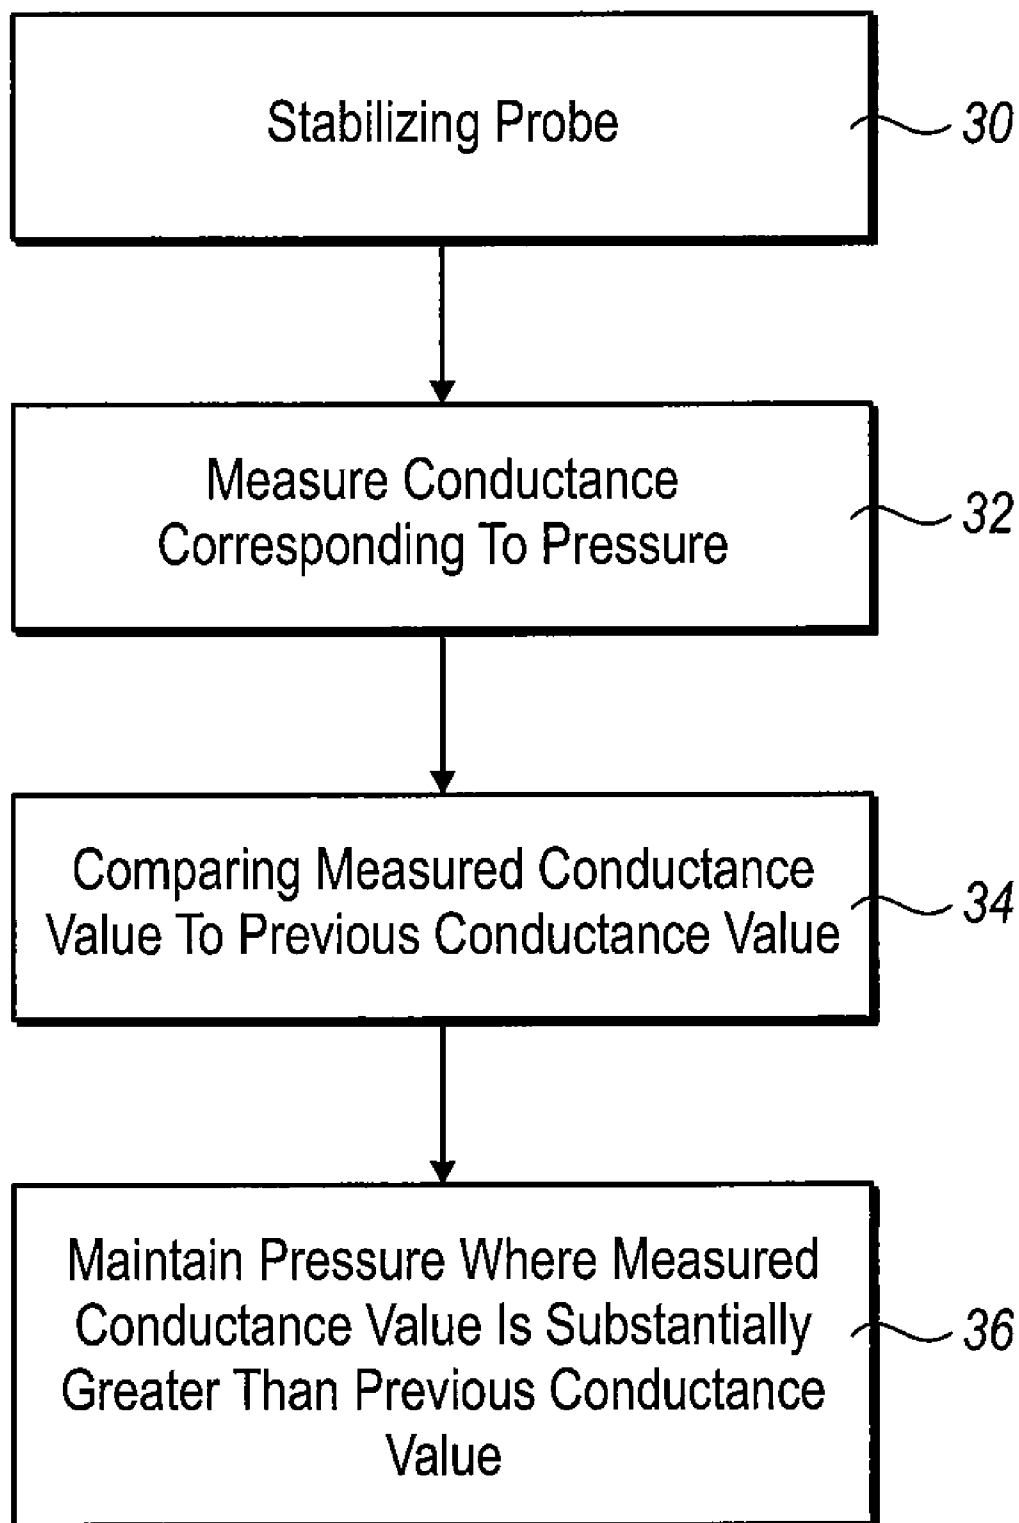 Stabilizing Probe
30
Measure Conductance
Corresponding To Pressure
32
Comparing Measured Conductance
Value To Previous Conductance Value
34
Maintain Pressure Where Measured
Conductance Value Is Substantially
Greater Than Previous Conductance
Value
36